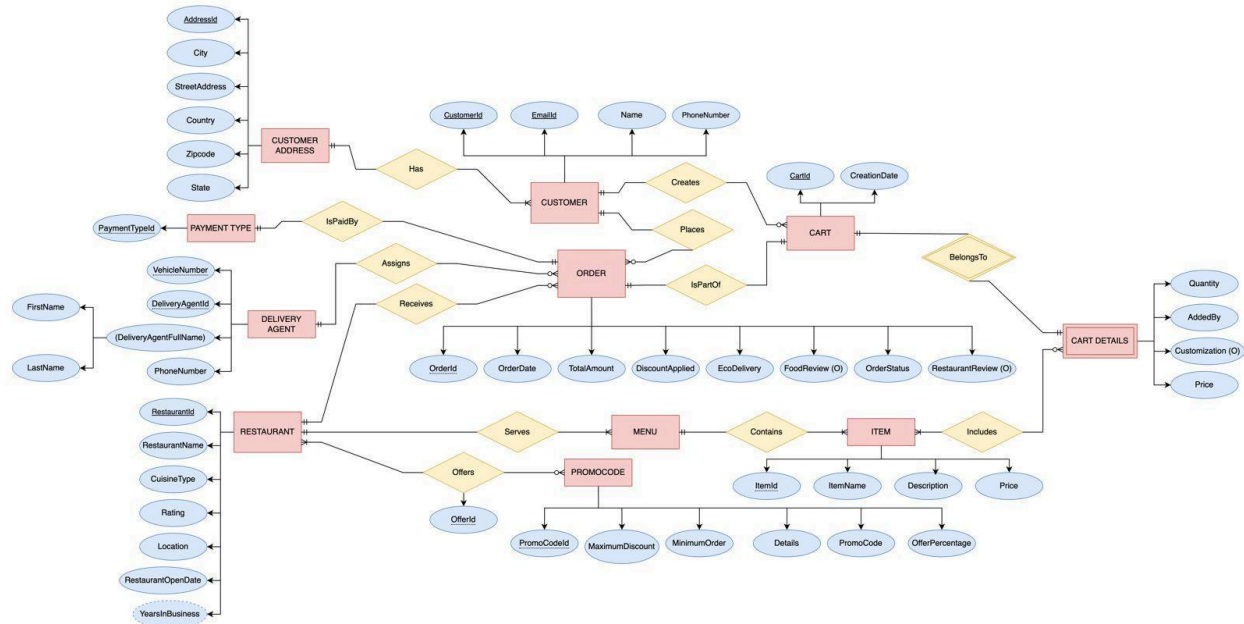 AddressId
City
StreetAddress
Country
Zipcode
State
CUSTOMER
ADDRESS
Has
CustomerId
EmailId
Name
PhoneNumber
CUSTOMER
Creates
Places
CartId
CreationDate
CART
BelongsTo
PaymentTypeId
PAYMENT TYPE
IsPaidBy
ORDER
IsPartOf
Assigns
Receives
VehicleNumber
DeliveryAgentId
(DeliveryAgentFullName)
PhoneNumber
FirstName
LastName
DELIVERY
AGENT
OrderId
OrderDate
TotalAmount
DiscountApplied
EcoDelivery
FoodReview (O)
OrderStatus
RestaurantReview (O)
CART DETAILS
Quantity
AddedBy
Customization (O)
Price
RestaurantId
RestaurantName
CuisineType
Rating
Location
RestaurantOpenDate
YearsInBusiness
RESTAURANT
Serves
MENU
Contains
ITEM
Includes
ItemId
ItemName
Description
Price
Offers
OfferId
PROMOCODE
PromoCodeId
MaximumDiscount
MinimumOrder
Details
PromoCode
OfferPercentage